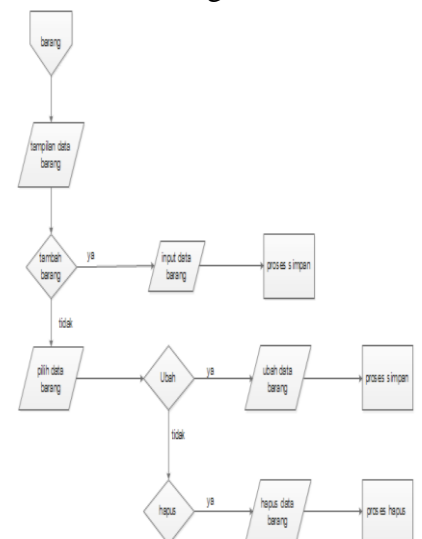 barang
tampilan data
barang
tambah
barang
ya
input data
barang
proses simpan
tidak
pilih data
barang
Ubah
ya
ubah data
barang
proses simpan
tidak
hapus
ya
hapus data
barang
proses hapus